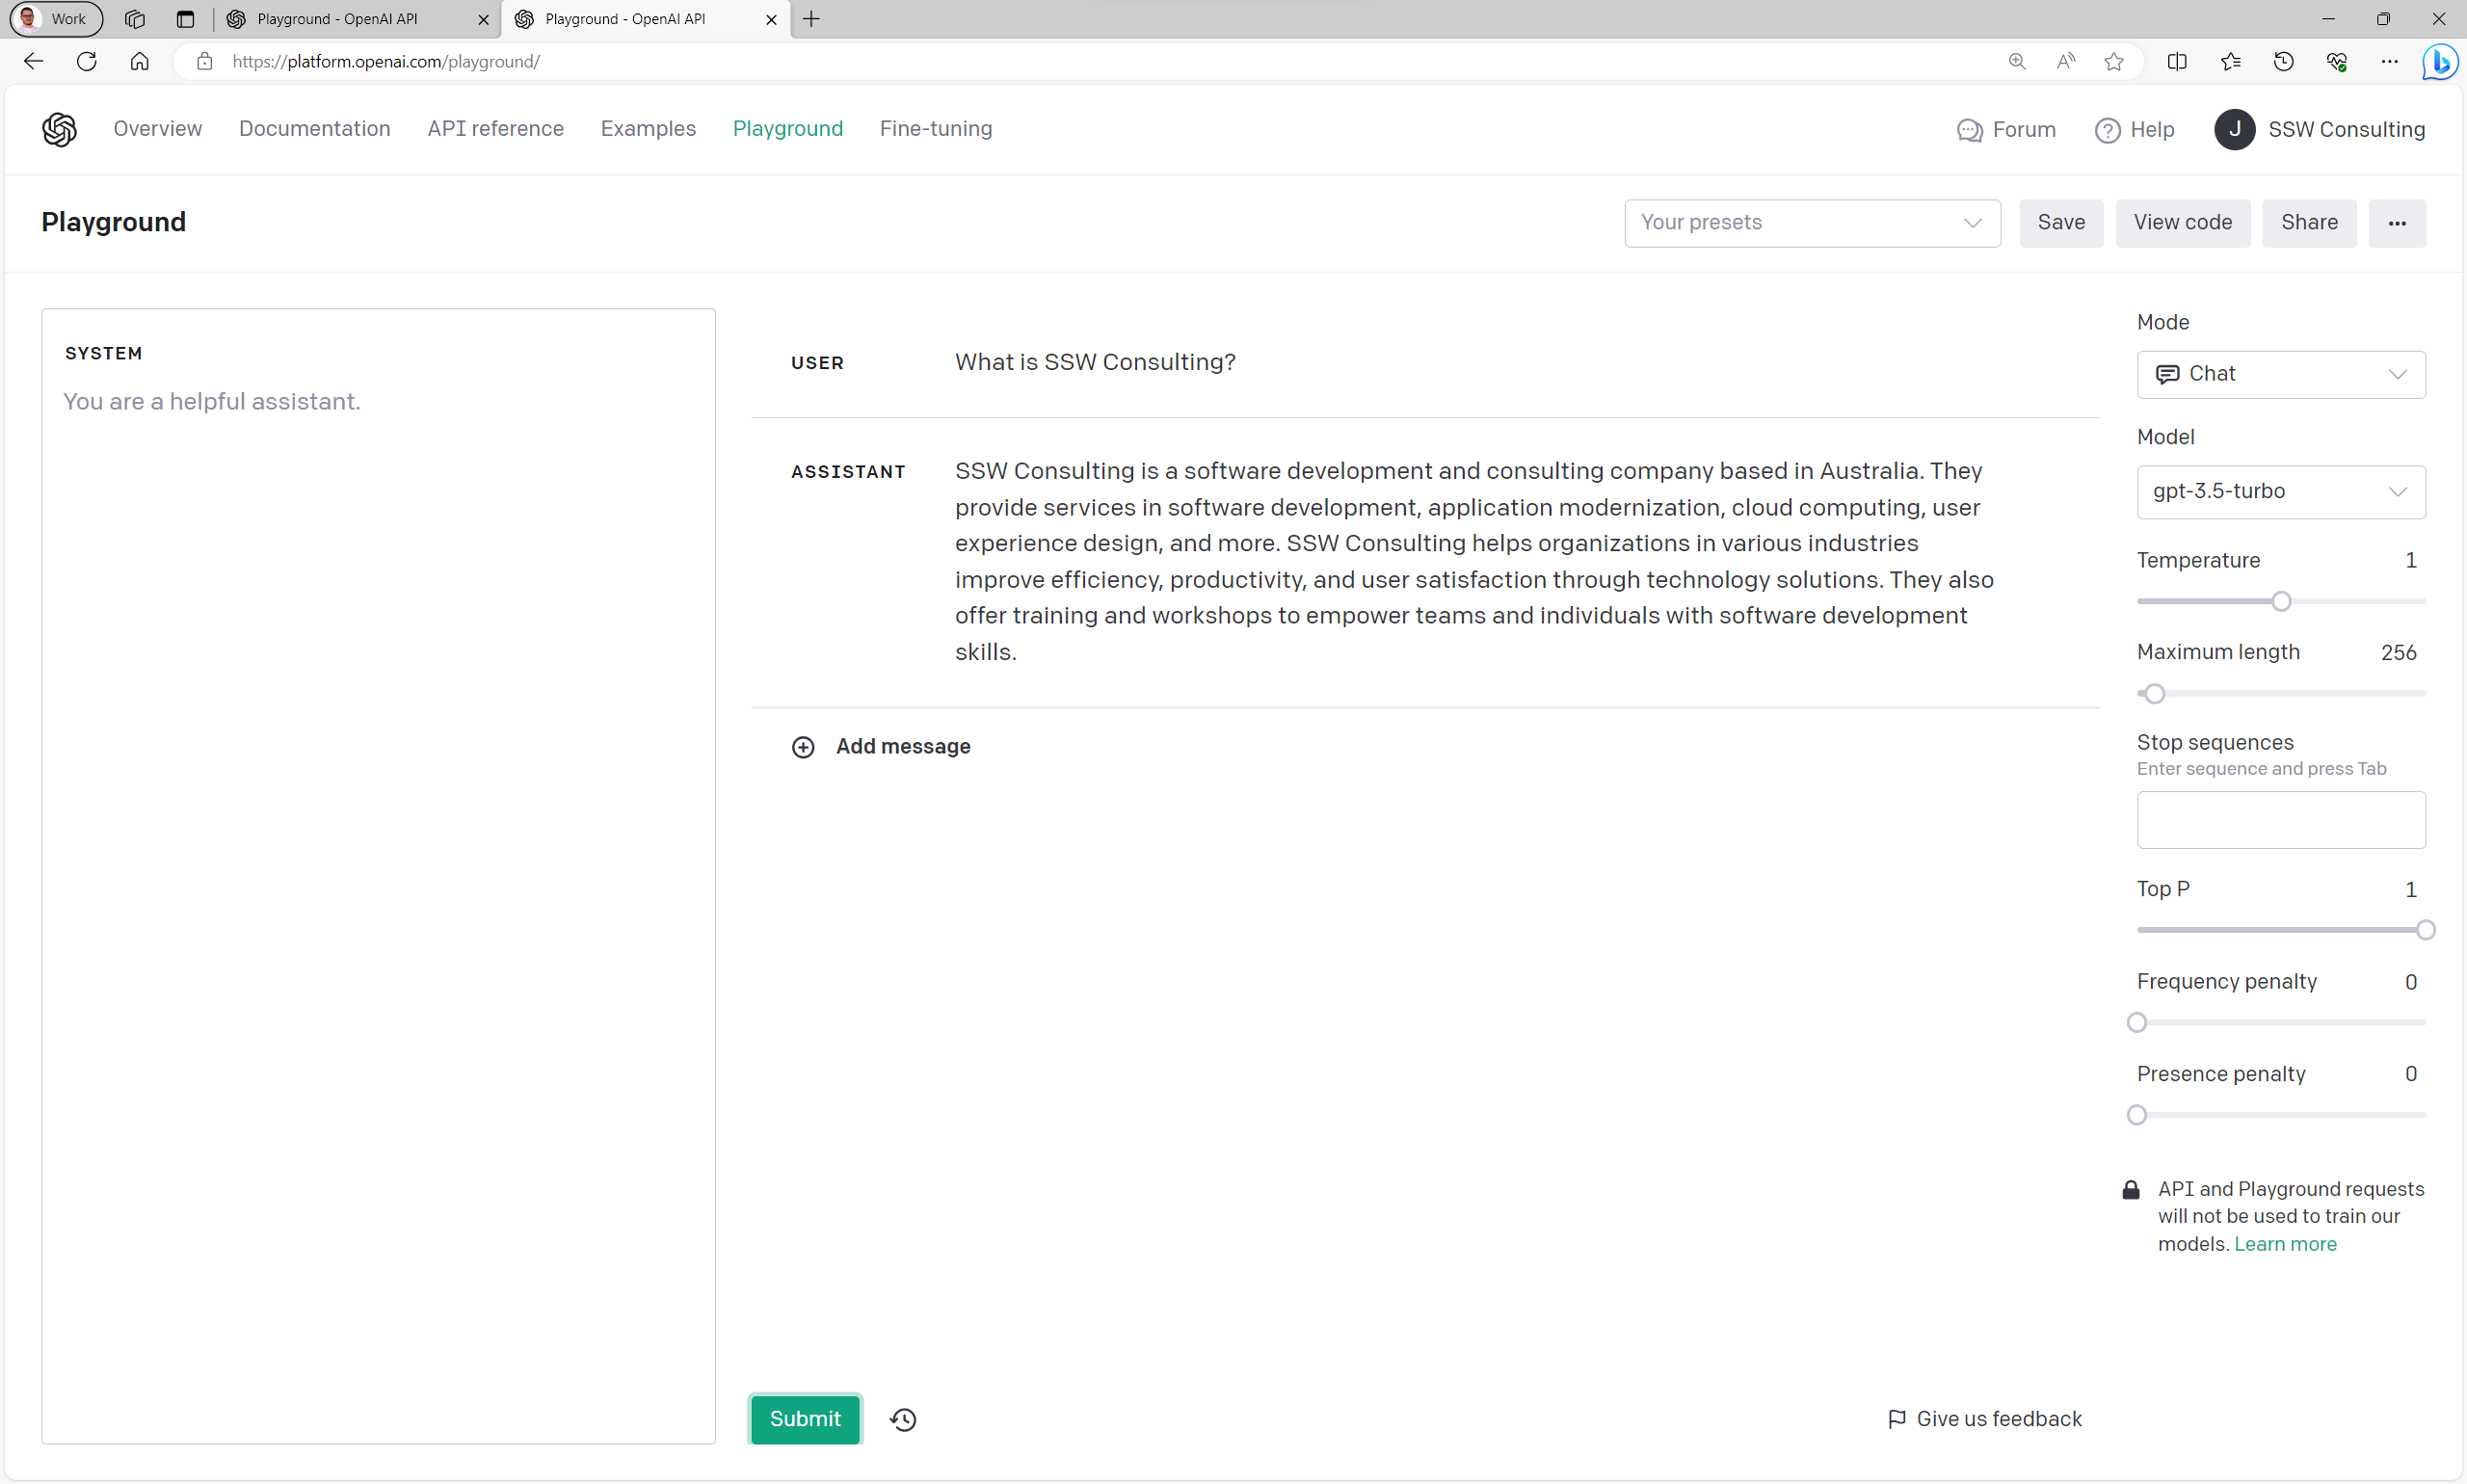 Work
Playground - OpenAI API
Playground - OpenAI API
https://platform.openai.com/playground/
Overview
Documentation
API reference
Examples
Playground
Fine-tuning
Forum
Help
J
SSW Consulting
Playground
Your presets
Save
View code
Share
SYSTEM
You are a helpful assistant.
USER
What is SSW Consulting?
ASSISTANT
SSW Consulting is a software development and consulting company based in Australia. They
provide services in software development, application modernization, cloud computing, user
experience design, and more. SSW Consulting helps organizations in various industries
improve efficiency, productivity, and user satisfaction through technology solutions. They also
offer training and workshops to empower teams and individuals with software development
skills.
Add message
Submit
Give us feedback
Mode
Chat
Model
gpt-3.5-turbo
Temperature 1
Maximum length 256
Stop sequences
Enter sequence and press Tab
Top P 1
Frequency penalty 0
Presence penalty 0
API and Playground requests
will not be used to train our
models. Learn more